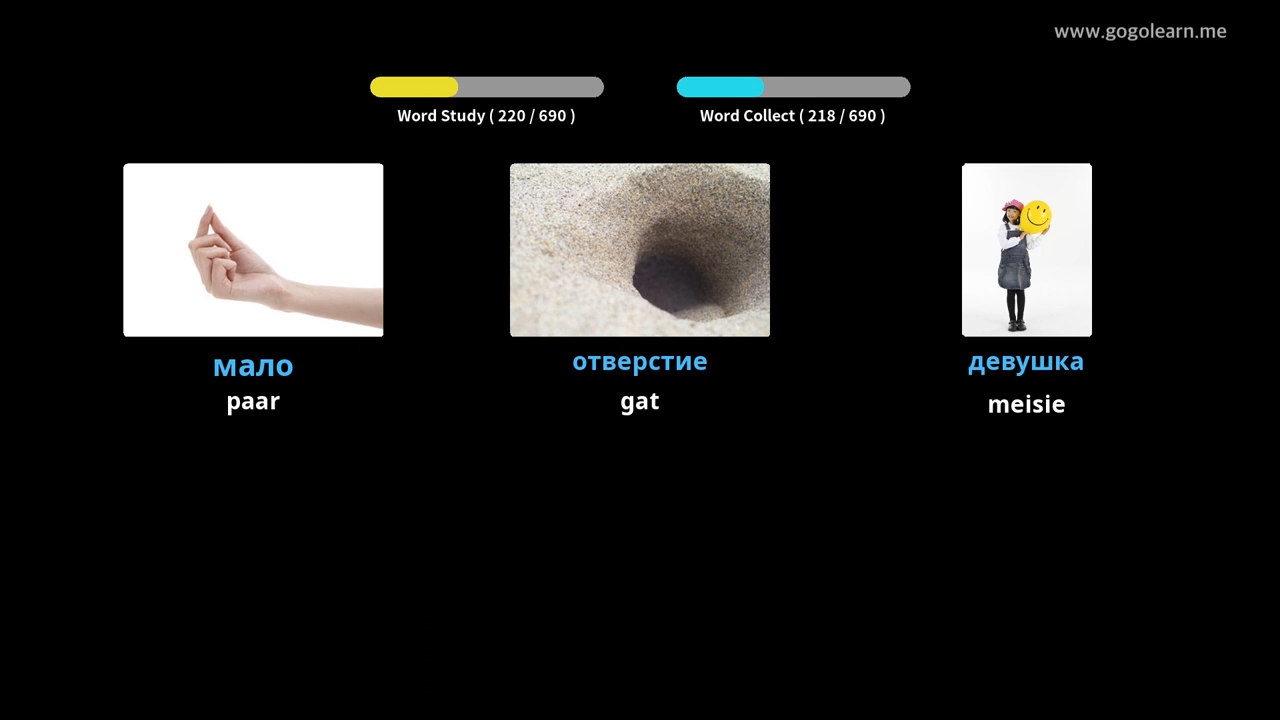 www.gogolearn.me
Word Study ( 220 / 690 )
Word Collect ( 218 / 690 )
мало
отверстие
девушка
paar
gat
meisie